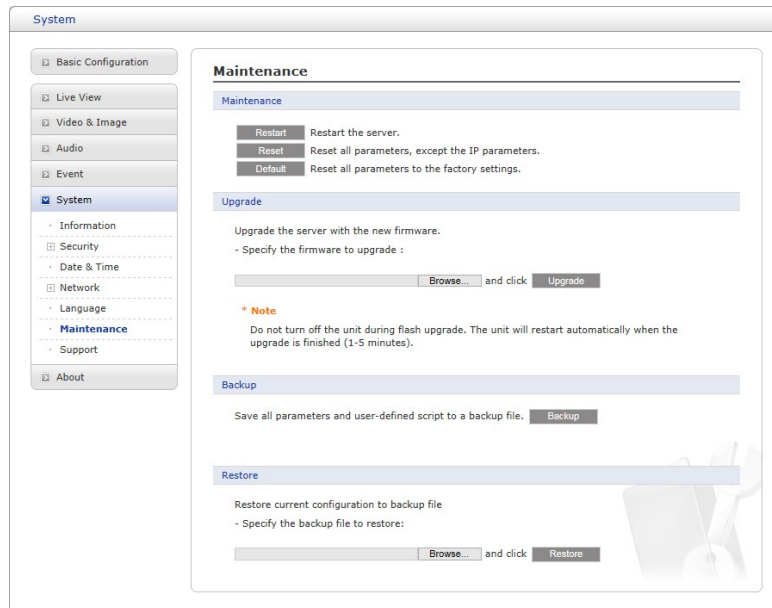 System
Basic Configuration
Live View
Video & Image
Audio
Event
System
· Information
Security
· Date & Time
Network
· Language
· Maintenance
· Support
About
Maintenance
Maintenance
Restart Restart the server.
Reset Reset all parameters, except the IP parameters.
Default Reset all parameters to the factory settings.
Upgrade
Upgrade the server with the new firmware.
- Specify the firmware to upgrade :
Browse... and click Upgrade
* Note
Do not turn off the unit during flash upgrade. The unit will restart automatically when the
upgrade is finished (1-5 minutes).
Backup
Save all parameters and user-defined script to a backup file. Backup
Restore
Restore current configuration to backup file
- Specify the backup file to restore:
Browse... and click Restore